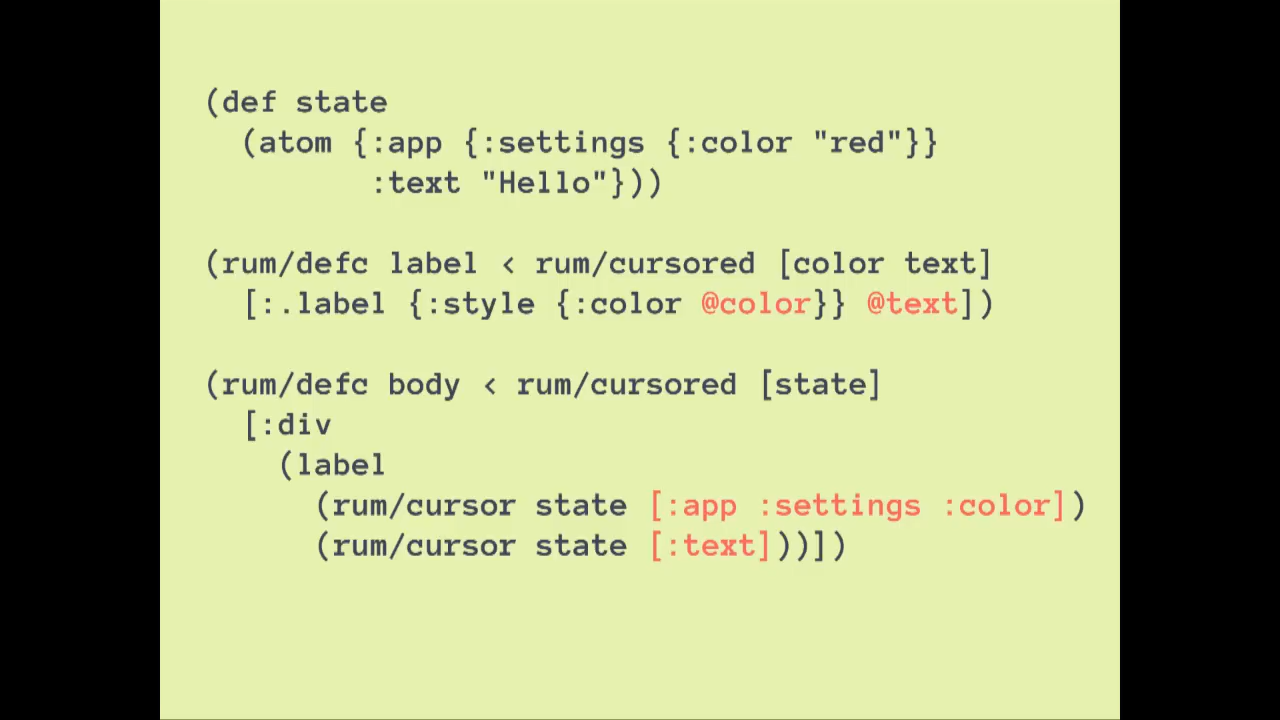 (def state
  (atom {:app {:settings {:color "red"}}
         :text "Hello"}))

(rum/defc label < rum/cursored [color text]
  [:.label {:style {:color @color}} @text])

(rum/defc body < rum/cursored [state]
  [:div
    (label
      (rum/cursor state [:app :settings :color])
      (rum/cursor state [:text]))])